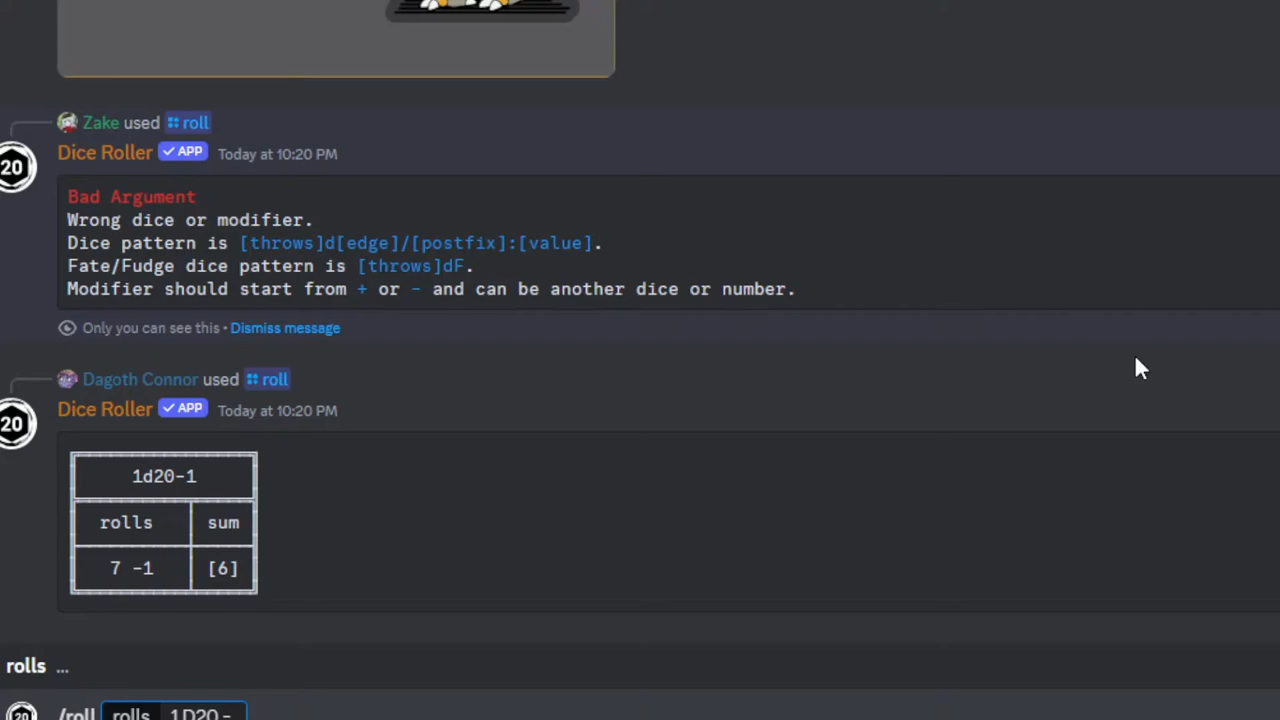 Zake used roll
20
Dice Roller APP Today at 10:20 PM
Bad Argument
Wrong dice or modifier.
Dice pattern is [throws]d[edge]/[postfix]:[value].
Fate/Fudge dice pattern is [throws]dF.
Modifier should start from + or - and can be another dice or number.
Only you can see this • Dismiss message
Dagoth Connor used roll
20
Dice Roller APP Today at 10:20 PM
1d20-1
rolls sum
7 -1 [6]
rolls ...
20 /roll rolls 1D20 -